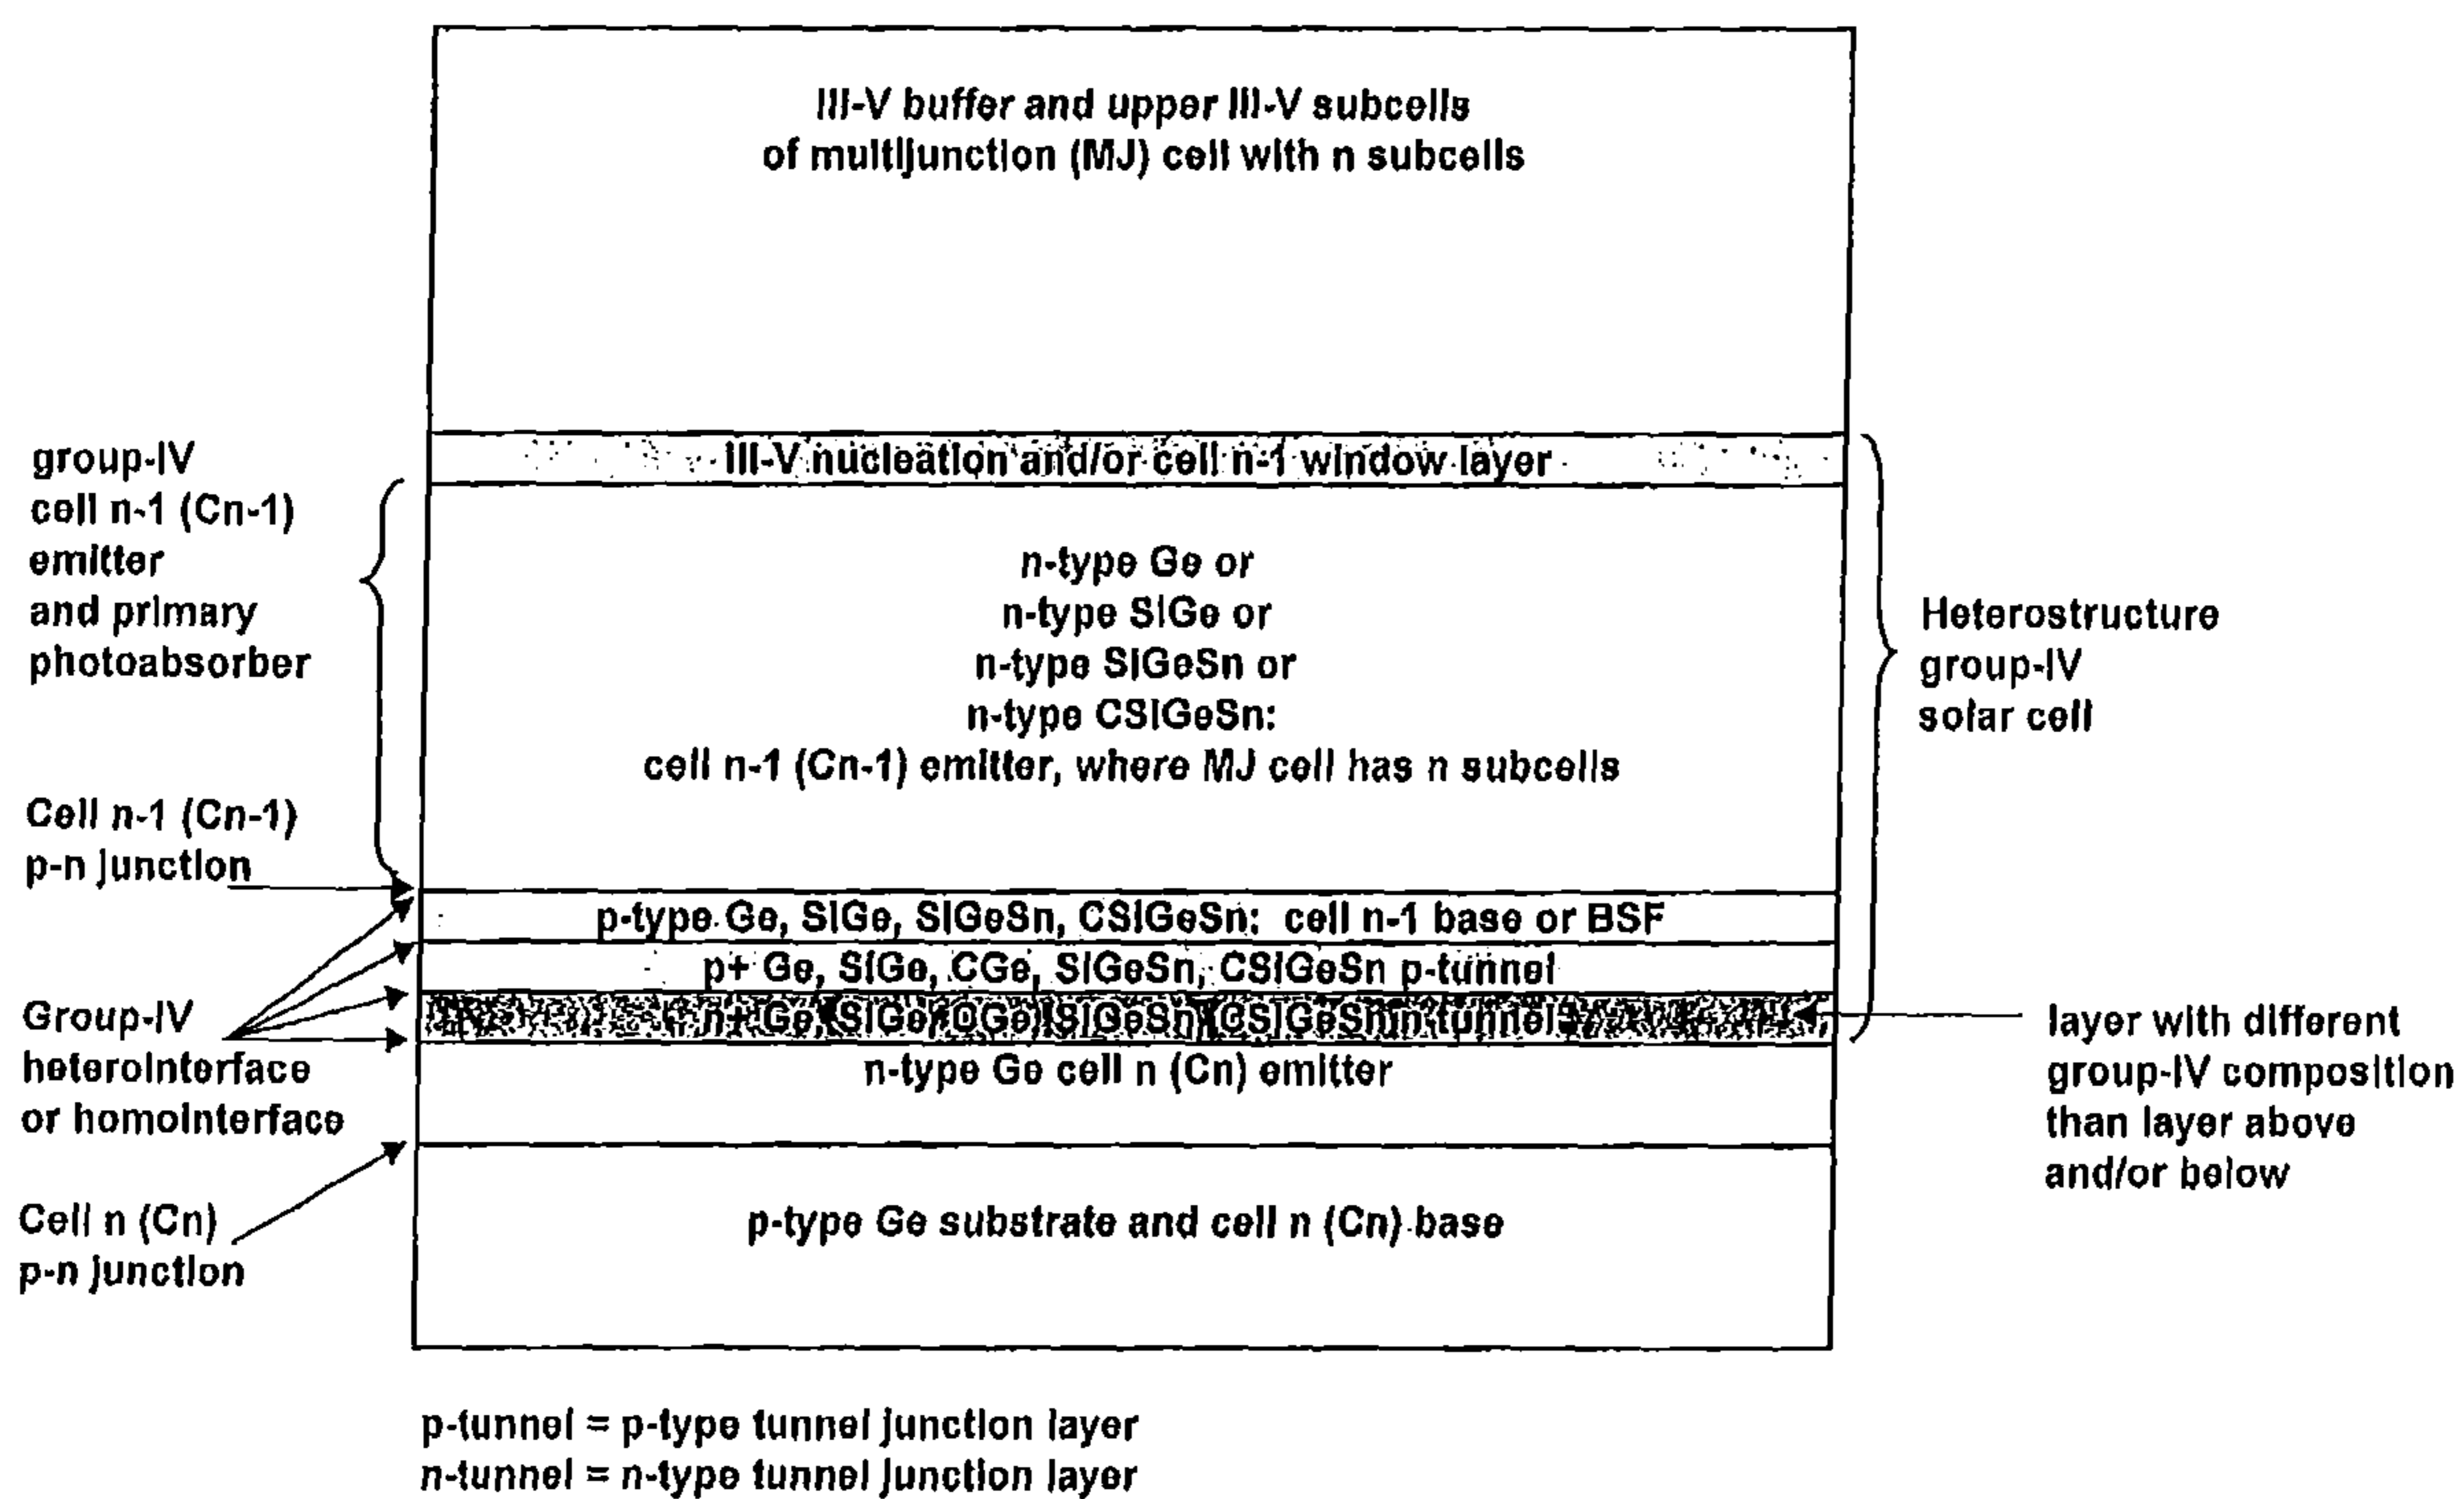 III-V buffer and upper III-V subcells
of multijunction (MJ) cell with n subcells
III-V nucleation and/or cell n-1 window layer
group-IV
cell n-1 (Cn-1)
emitter
and primary
photoabsorber
n-type Ge or
n-type SiGe or
n-type SiGeSn or
n-type CSiGeSn:
cell n-1 (Cn-1) emitter, where MJ cell has n subcells
Heterostructure
group-IV
solar cell
Cell n-1 (Cn-1)
p-n junction
p-type Ge, SiGe, SiGeSn, CSiGeSn: cell n-1 base or BSF
p+ Ge, SiGe, CGe, SiGeSn, CSiGeSn p-tunnel
n+ Ge, SiGe, CGe, SiGeSn, CSiGeSn n-tunnel
Group-IV
heterointerface
or homointerface
layer with different
group-IV composition
than layer above
and/or below
n-type Ge cell n (Cn) emitter
Cell n (Cn)
p-n junction
p-type Ge substrate and cell n (Cn) base
p-tunnel = p-type tunnel junction layer
n-tunnel = n-type tunnel junction layer